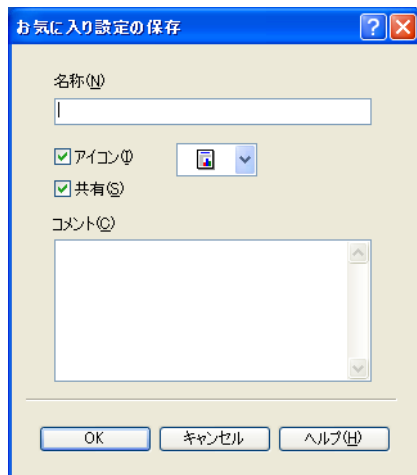 お気に入り設定の保存
名称(N)
アイコン(I)
共有(S)
コメント(C)
OK キャンセル ヘルプ(H)